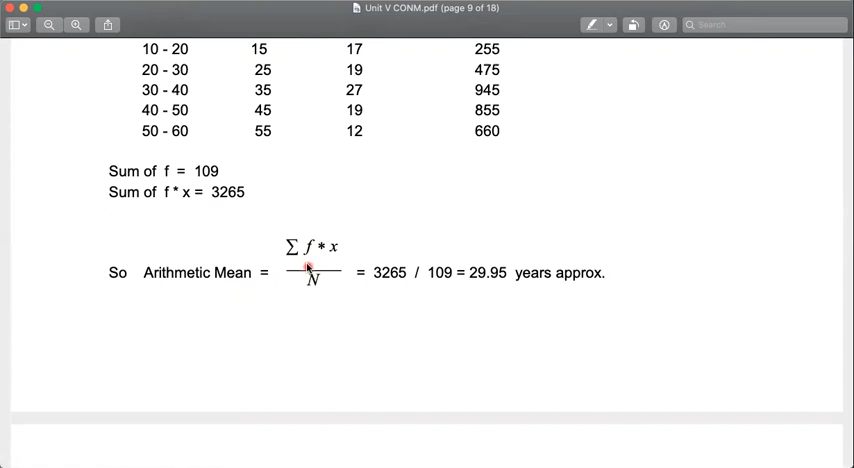 Unit V CONM.pdf (page 9 of 18)
Search
10 - 20 15 17 255
20 - 30 25 19 475
30 - 40 35 27 945
40 - 50 45 19 855
50 - 60 55 12 660
Sum of f = 109
Sum of f * x = 3265
∑ f * x
So Arithmetic Mean = = 3265 / 109 = 29.95 years approx.
N